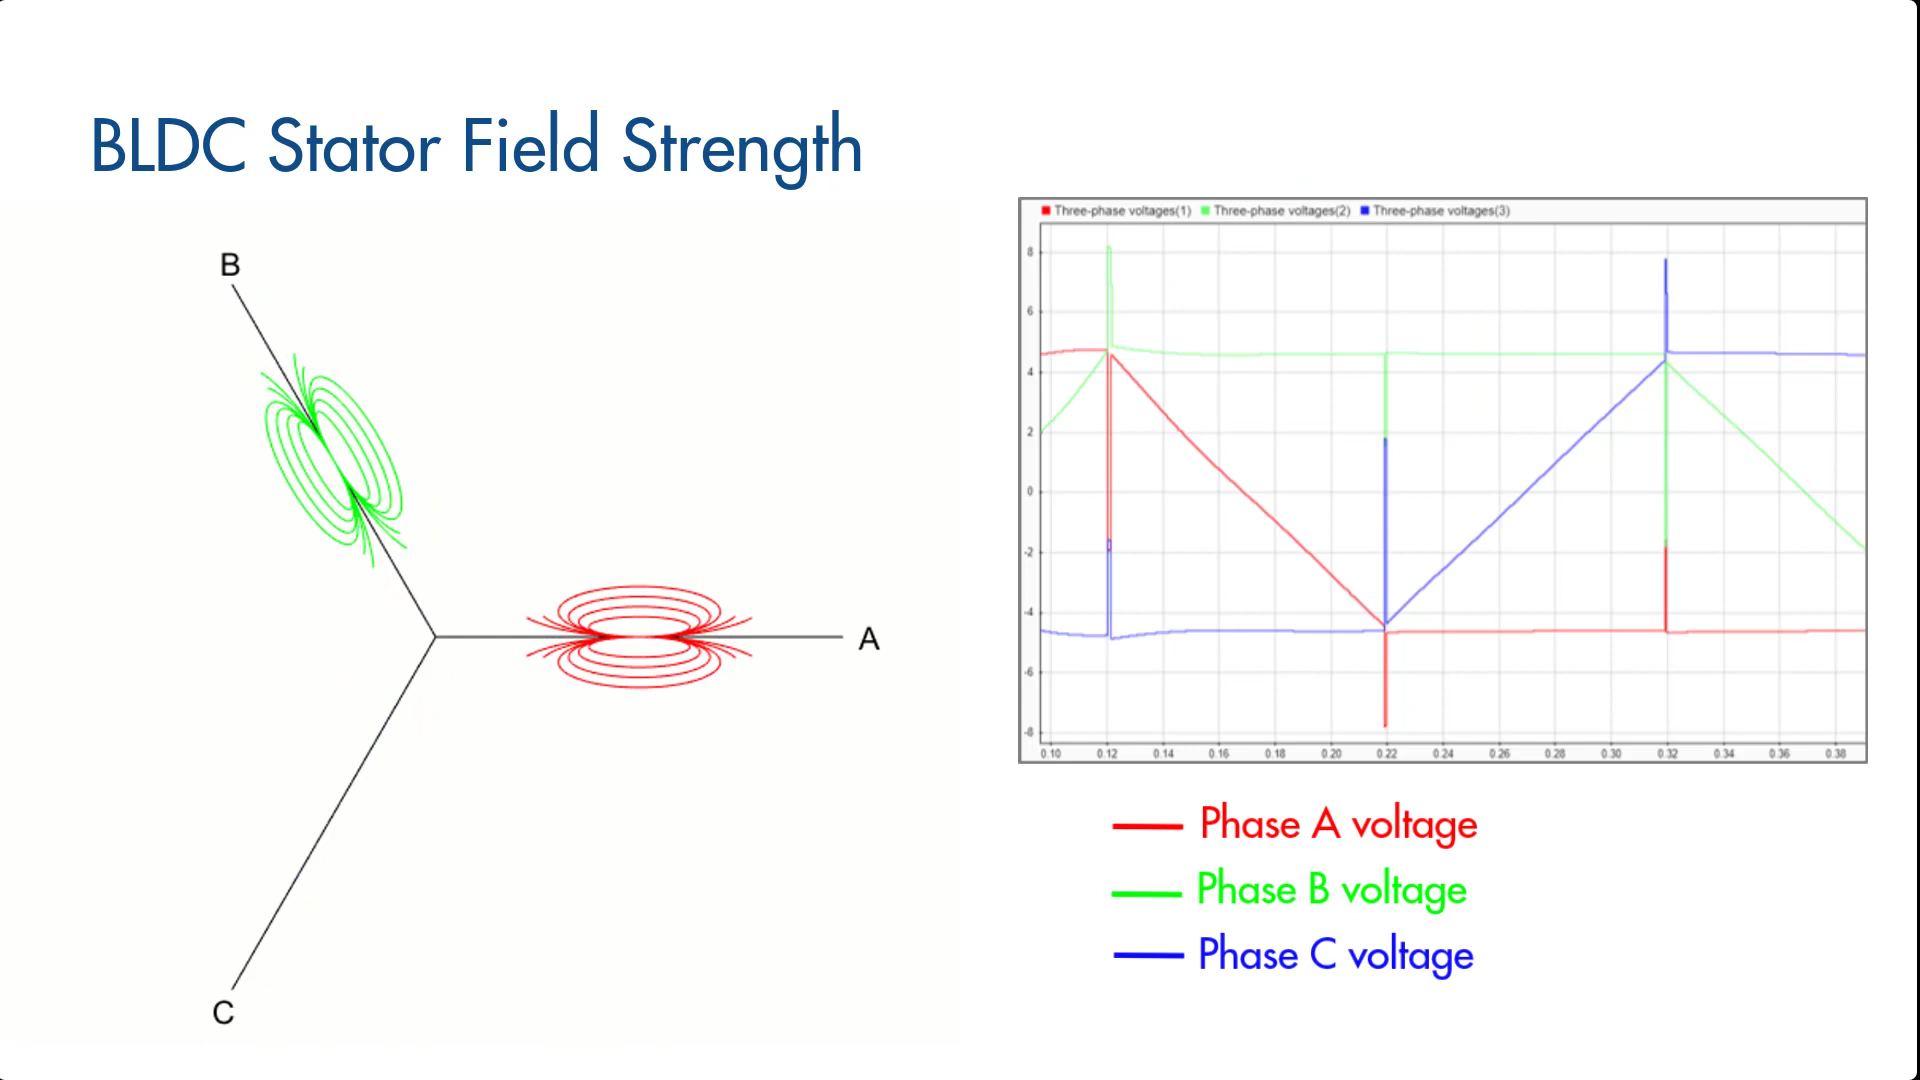 BLDC Stator Field Strength
B
A
C
Three-phase voltages(1) Three-phase voltages(2) Three-phase voltages(3)
8
6
4
2
0
-2
-4
-6
-8
0.10 0.12 0.14 0.16 0.18 0.20 0.22 0.24 0.26 0.28 0.30 0.32 0.34 0.36 0.38
Phase A voltage
Phase B voltage
Phase C voltage